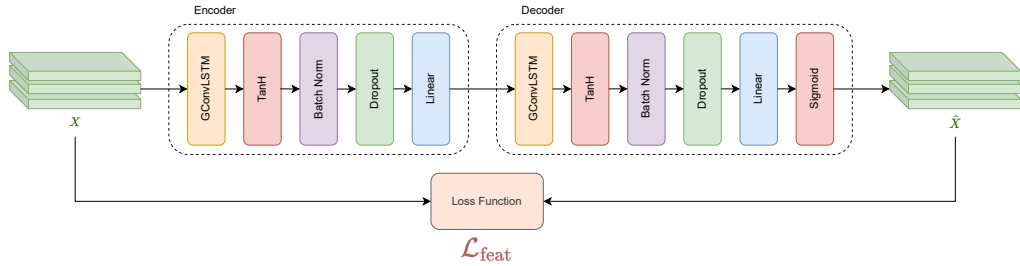 Encoder
Decoder
GConvLSTM
TanH
Batch Norm
Dropout
Linear
GConvLSTM
TanH
Batch Norm
Dropout
Linear
Sigmoid
x
x̂
Loss Function
ℒfeat